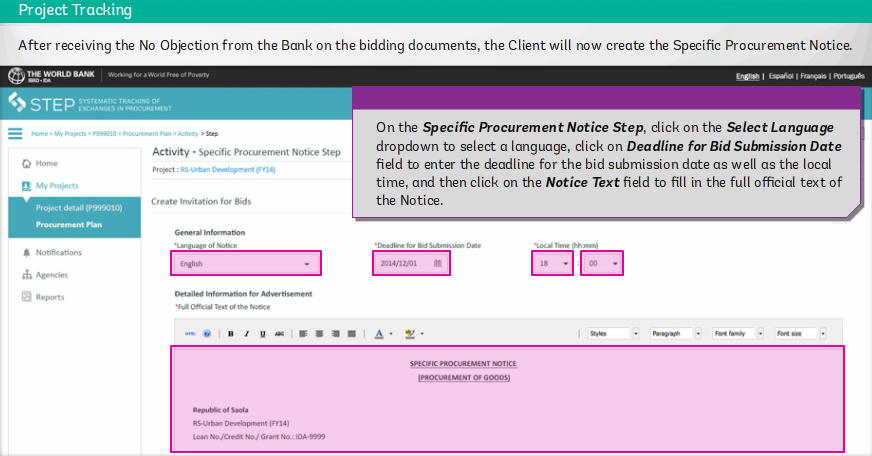 Project Tracking
After receiving the No Objection from the Bank on the bidding documents, the Client will now create the Specific Procurement Notice.
THE WORLD BANK
IBRD • IDA
Working for a World Free of Poverty
English | Español | Français | Português
STEP
SYSTEMATIC TRACKING OF
EXCHANGES IN PROCUREMENT
On the Specific Procurement Notice Step, click on the Select Language
dropdown to select a language, click on Deadline for Bid Submission Date
field to enter the deadline for the bid submission date as well as the local
time, and then click on the Notice Text field to fill in the full official text of
the Notice.
Home > My Projects > P999010 > Procurement Plan > Activity > Step
Home
My Projects
Project detail (P999010)
Procurement Plan
Notifications
Agencies
Reports
Activity - Specific Procurement Notice Step
Project : RS-Urban Development (FY14)
Create Invitation for Bids
General Information
*Language of Notice
*Deadline for Bid Submission Date
*Local Time (hh:mm)
English
2014/12/01
18 : 00
Detailed Information for Advertisement
*Full Official Text of the Notice
HTML B I U ABC A Styles Paragraph Font family Font size
SPECIFIC PROCUREMENT NOTICE
(PROCUREMENT OF GOODS)
Republic of Saola
RS-Urban Development (FY14)
Loan No./Credit No./ Grant No.: IDA-9999